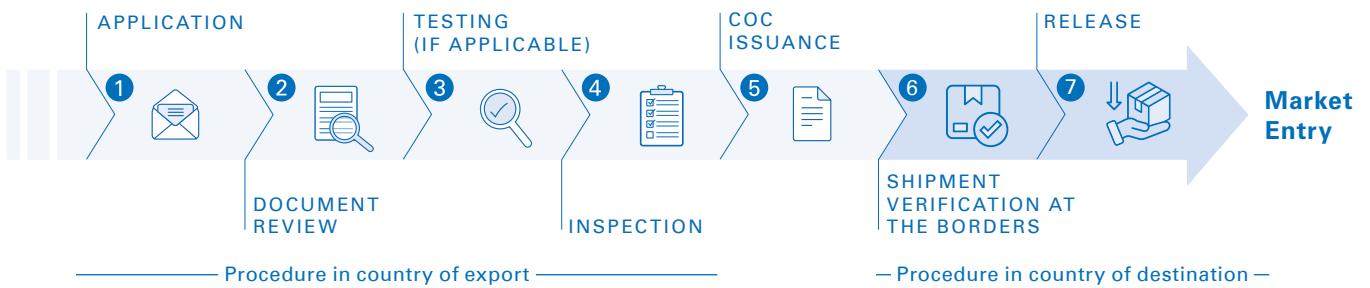 APPLICATION
TESTING
(IF APPLICABLE)
COC
ISSUANCE
RELEASE
1
2
3
4
5
6
7
Market
Entry
DOCUMENT
REVIEW
INSPECTION
SHIPMENT
VERIFICATION AT
THE BORDERS
Procedure in country of export
Procedure in country of destination